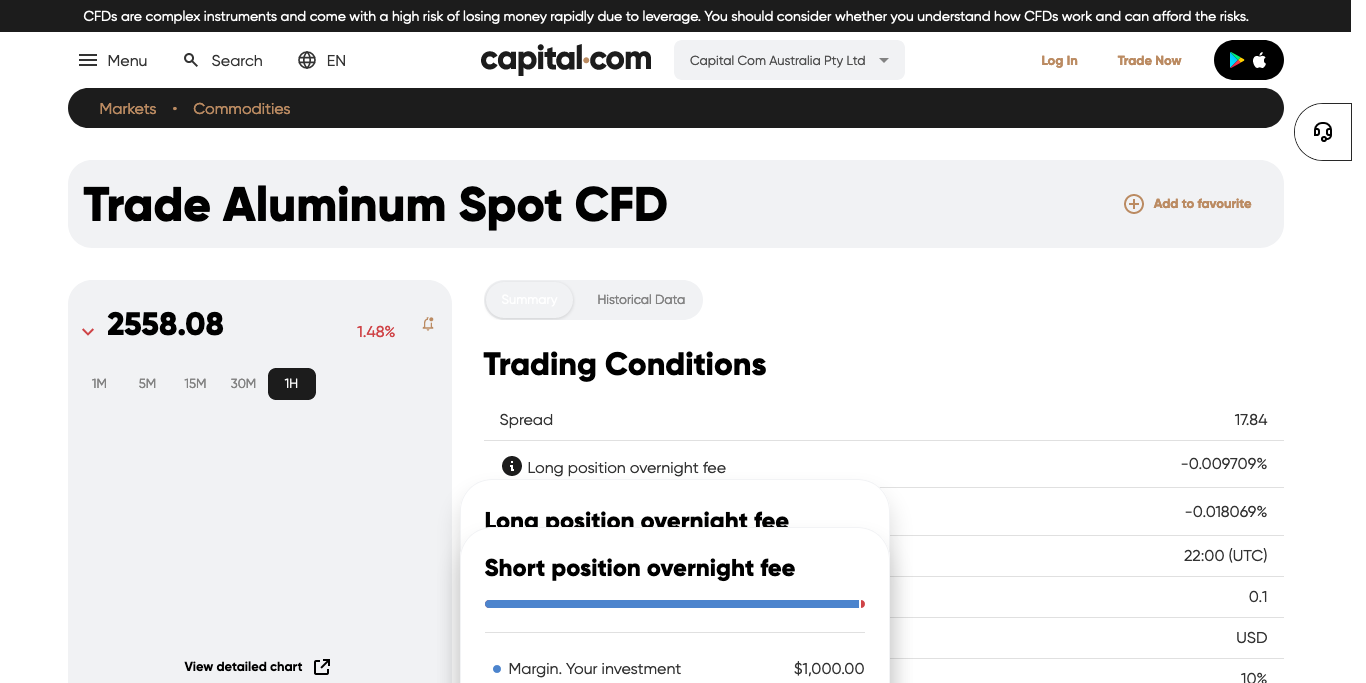 CFDs are complex instruments and come with a high risk of losing money rapidly due to leverage. You should consider whether you understand how CFDs work and can afford the risks.
Menu Search EN capital.com Capital Com Australia Pty Ltd Log In Trade Now
Markets • Commodities
Trade Aluminum Spot CFD Add to favourite
2558.08 1.48%
1M 5M 15M 30M 1H
View detailed chart
Summary Historical Data
Trading Conditions
Spread 17.84
Long position overnight fee -0.009709%
-0.018069%
22:00 (UTC)
0.1
USD
10%
Long position overnight fee
Short position overnight fee
Margin. Your investment $1,000.00